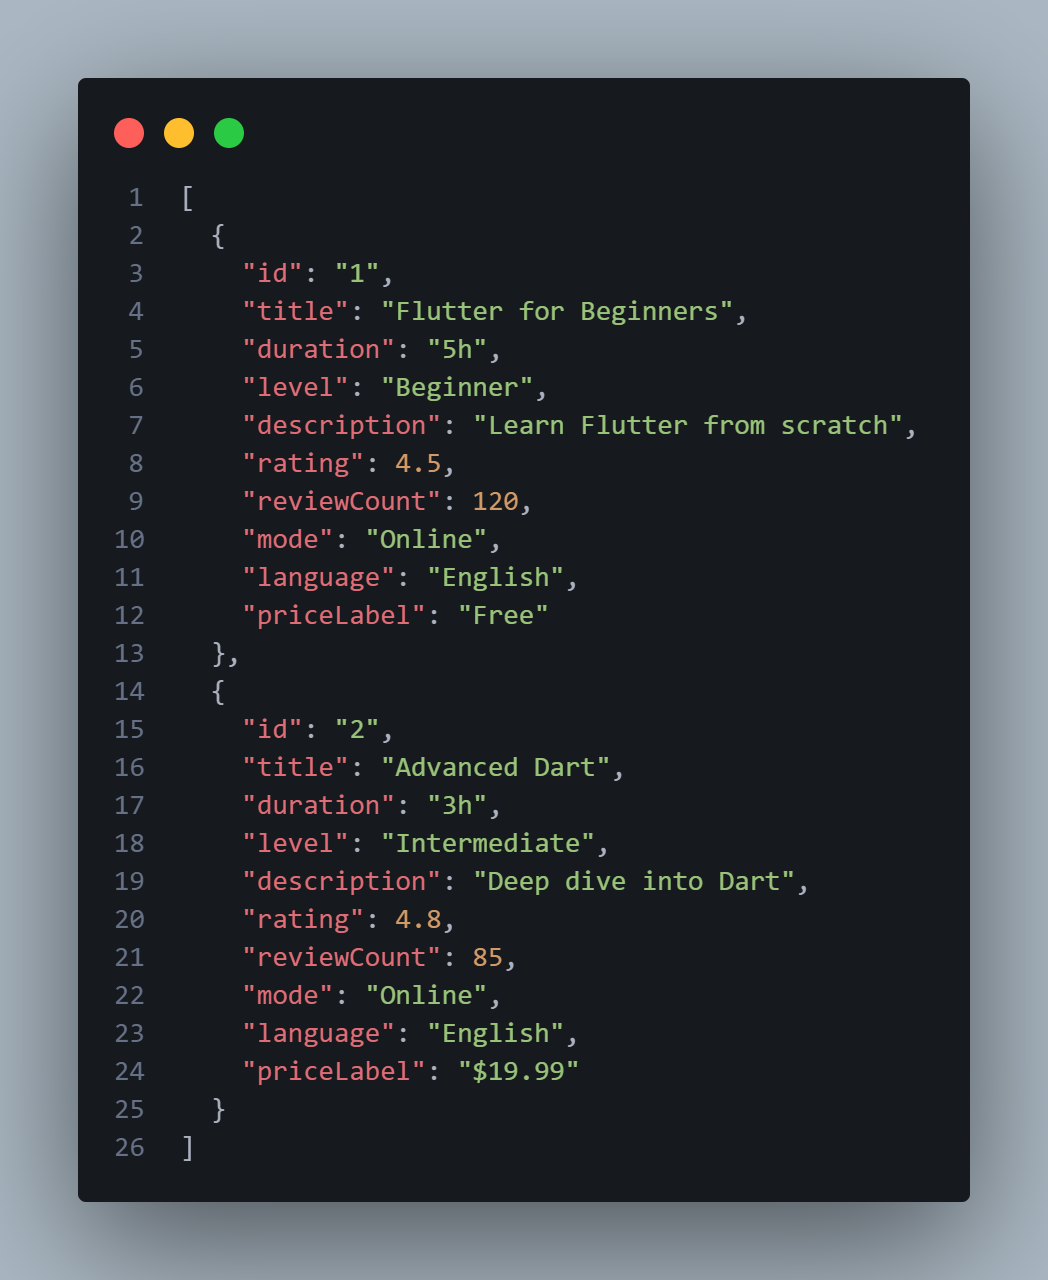 1 [
2   {
3     "id": "1",
4     "title": "Flutter for Beginners",
5     "duration": "5h",
6     "level": "Beginner",
7     "description": "Learn Flutter from scratch",
8     "rating": 4.5,
9     "reviewCount": 120,
10     "mode": "Online",
11     "language": "English",
12     "priceLabel": "Free"
13   },
14   {
15     "id": "2",
16     "title": "Advanced Dart",
17     "duration": "3h",
18     "level": "Intermediate",
19     "description": "Deep dive into Dart",
20     "rating": 4.8,
21     "reviewCount": 85,
22     "mode": "Online",
23     "language": "English",
24     "priceLabel": "$19.99"
25   }
26 ]